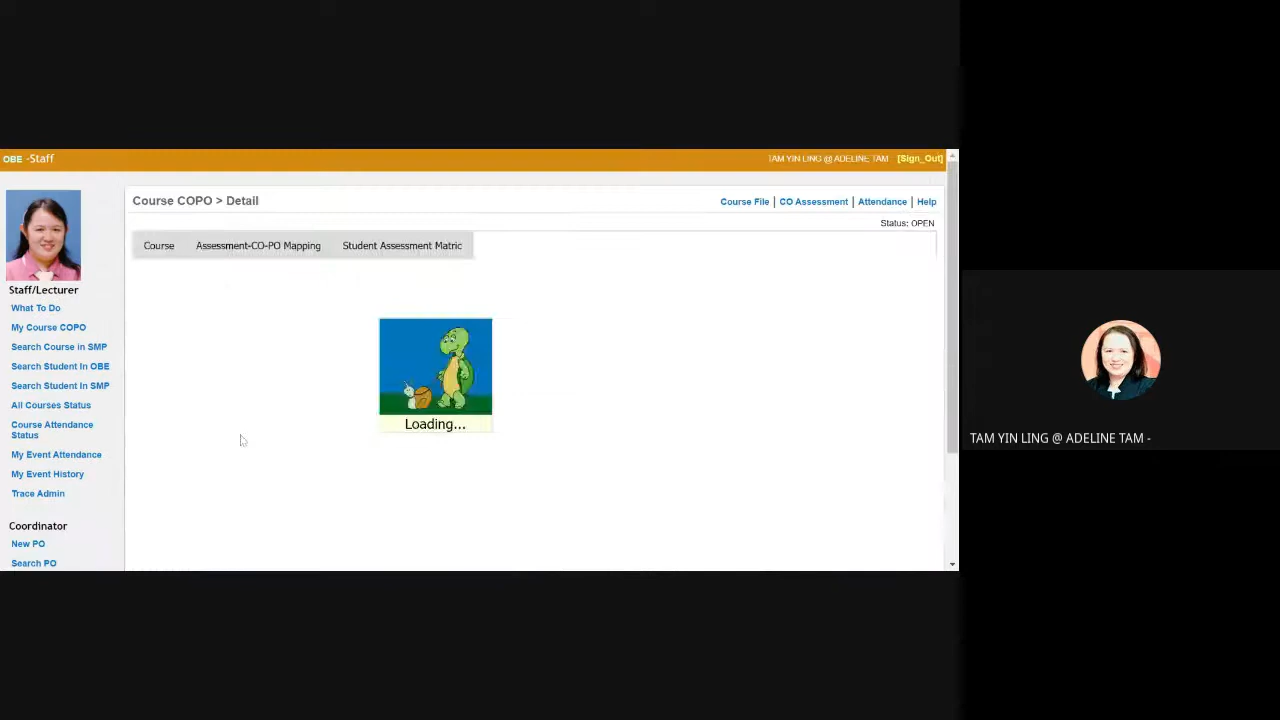 OBE -Staff
TAM YIN LING @ ADELINE TAM [Sign_Out]
Course COPO > Detail
Course File | CO Assessment | Attendance | Help
Status: OPEN
Course Assessment-CO-PO Mapping Student Assessment Matric
Staff/Lecturer
What To Do
My Course COPO
Search Course in SMP
Search Student In OBE
Search Student In SMP
All Courses Status
Course Attendance
Status
My Event Attendance
My Event History
Trace Admin
Coordinator
New PO
Search PO
Loading...
TAM YIN LING @ ADELINE TAM -